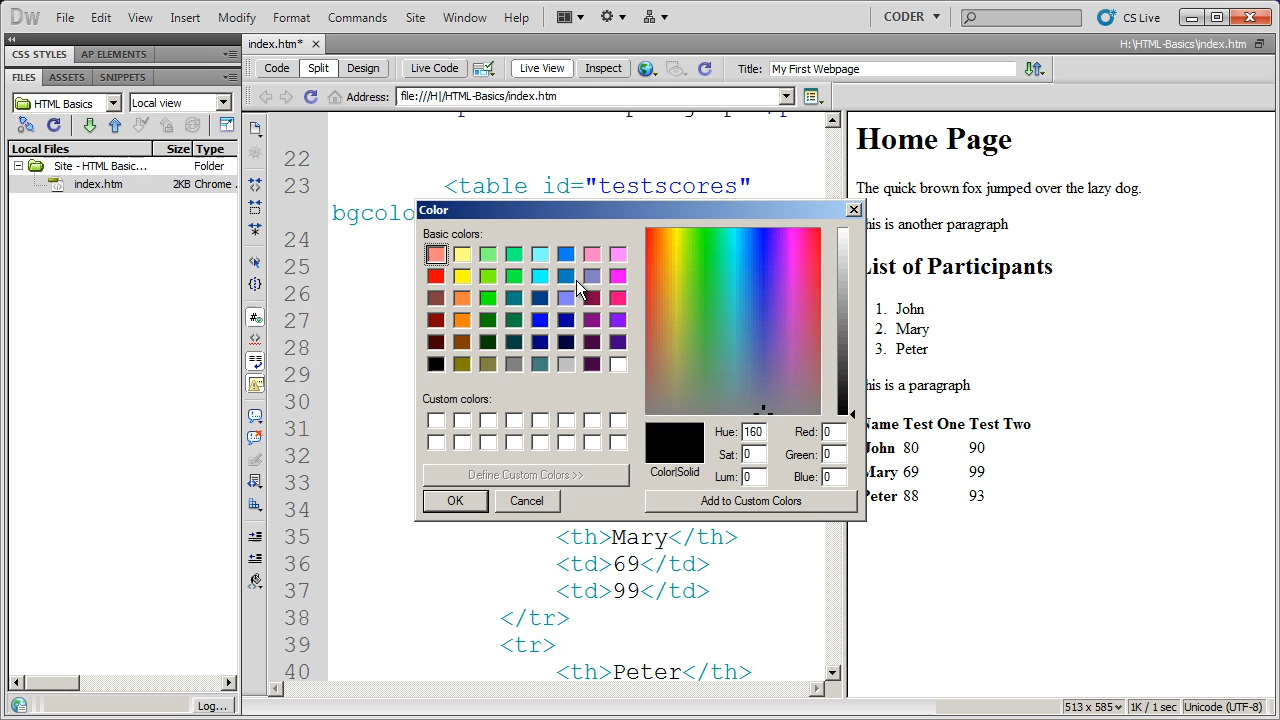 Dw File Edit View Insert Modify Format Commands Site Window Help CODER CS Live
CSS STYLES AP ELEMENTS
index.htm* H:\HTML-Basics\index.htm
FILES ASSETS SNIPPETS
Code Split Design Live Code Live View Inspect Title: My First Webpage
HTML Basics Local view
Address: file:///H|/HTML-Basics/index.htm
Local Files Size Type
Site - HTML Basic... Folder
index.htm 2KB Chrome .
22
23 <table id="testscores"
bgcolo
24
25
26
27
28
29
30
31
32
33
34
35 <th>Mary</th>
36 <td>69</td>
37 <td>99</td>
38 </tr>
39 <tr>
40 <th>Peter</th>
Color
Basic colors:
Custom colors:
Define Custom Colors >>
OK Cancel
Color|Solid
Hue: 160 Red: 0
Sat: 0 Green: 0
Lum: 0 Blue: 0
Add to Custom Colors
Home Page
The quick brown fox jumped over the lazy dog.
his is another paragraph
List of Participants
1. John
2. Mary
3. Peter
his is a paragraph
Name Test One Test Two
John 80 90
Mary 69 99
Peter 88 93
Log...
513 x 585 1K / 1 sec Unicode (UTF-8)